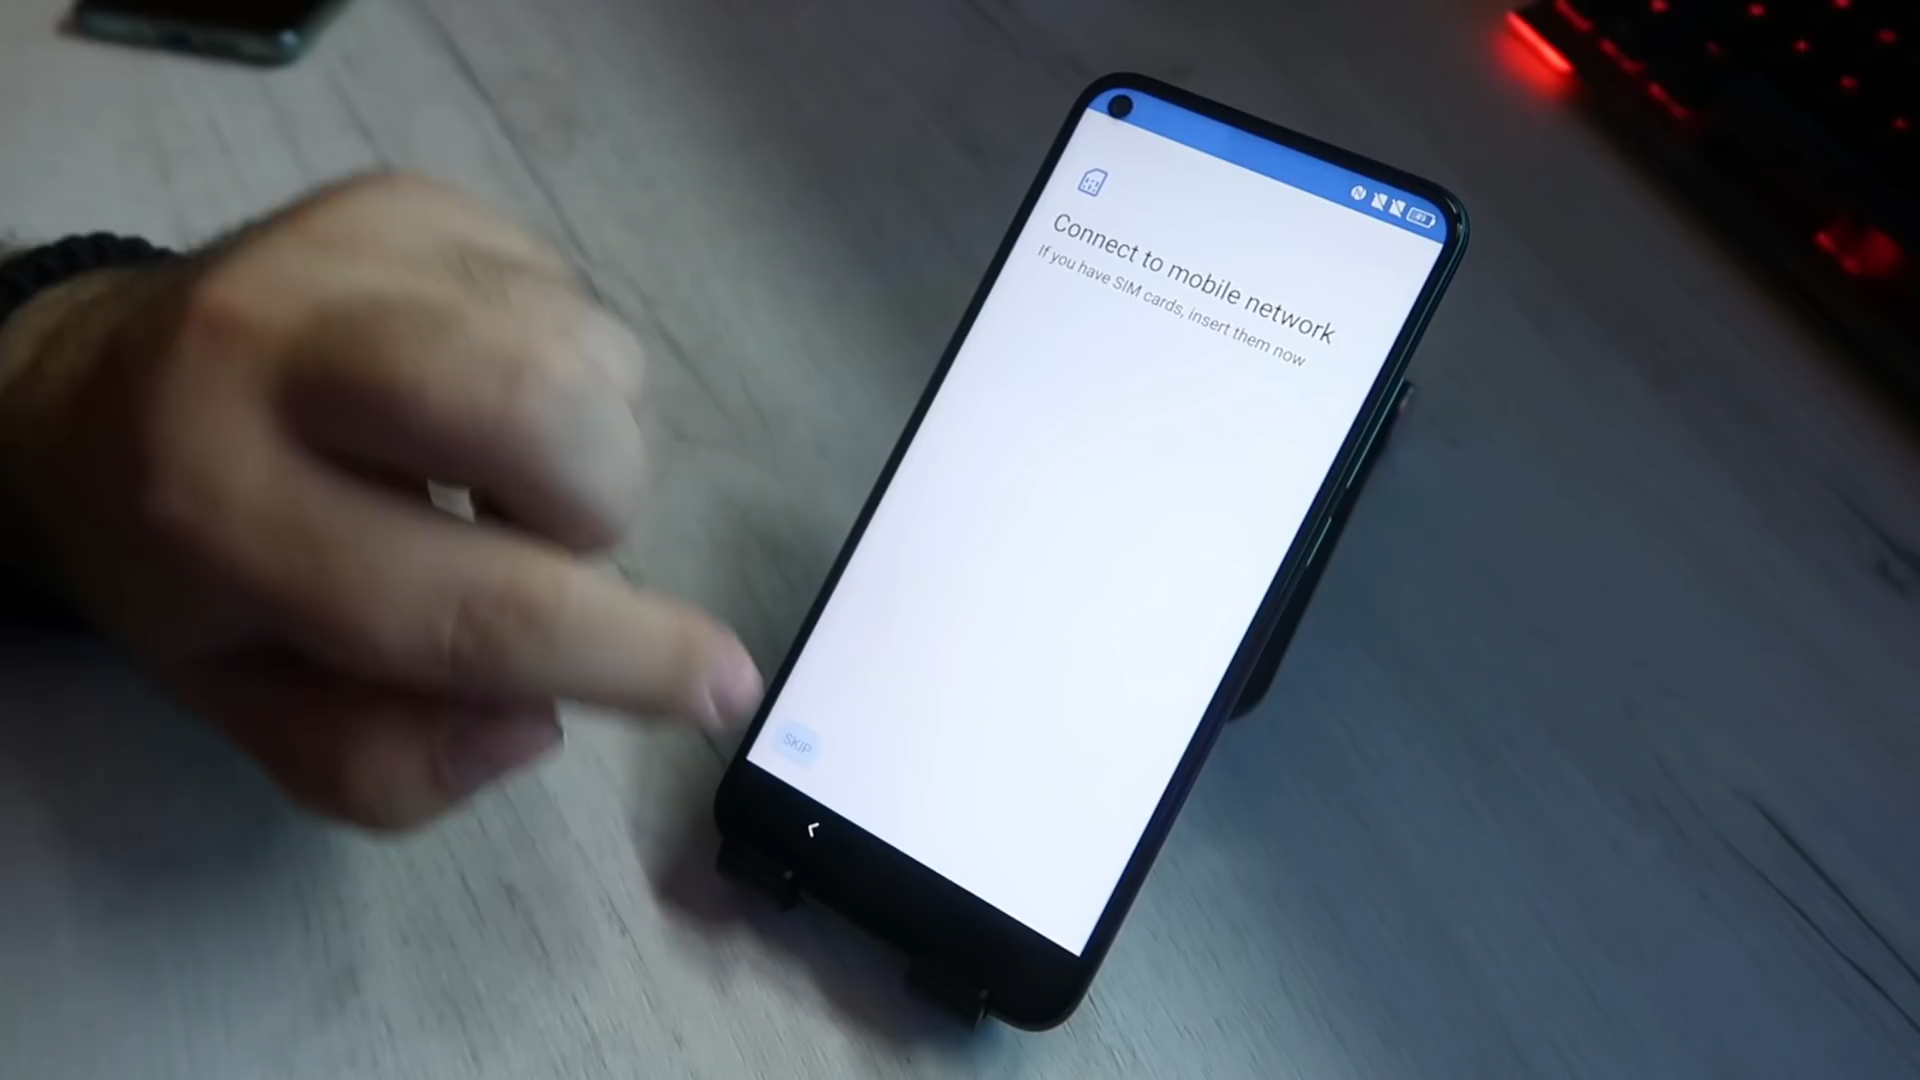 Connect to mobile network
If you have SIM cards, insert them now
SKIP